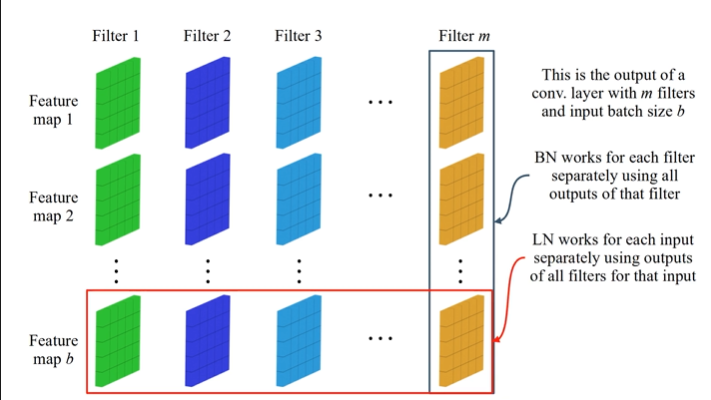 Filter 1
Filter 2
Filter 3
Filter m
Feature
map 1
This is the output of a
conv. layer with m filters
and input batch size b
Feature
map 2
BN works for each filter
separately using all
outputs of that filter
LN works for each input
separately using outputs
of all filters for that input
Feature
map b